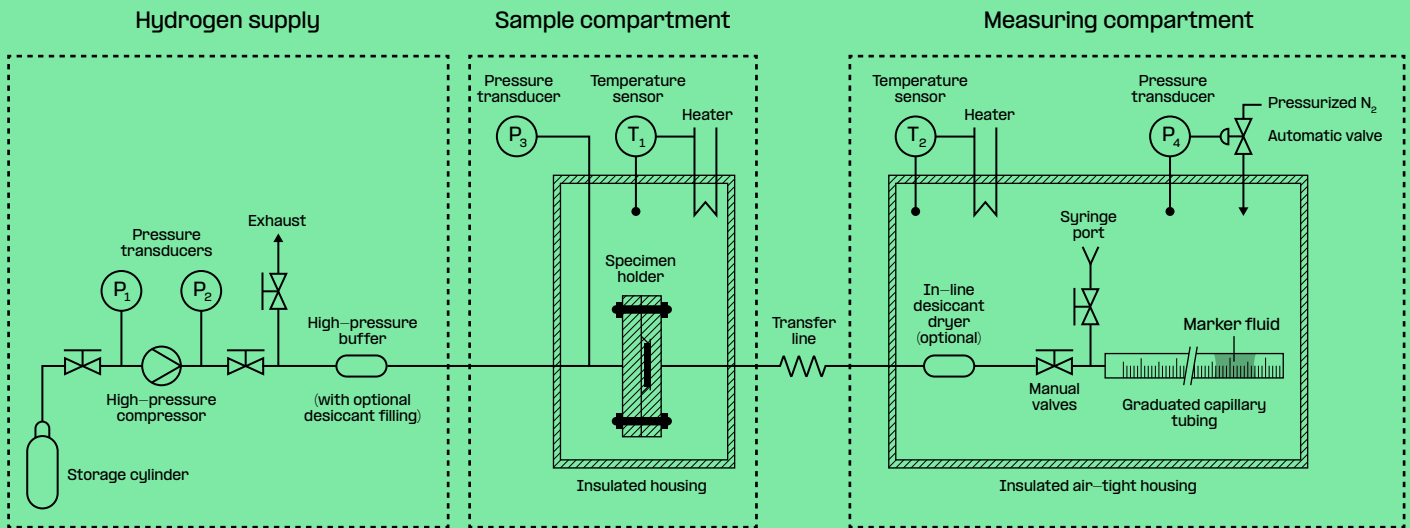 Hydrogen supply
Pressure
transducers
P1
P2
Exhaust
High–pressure
buffer
(with optional
desiccant filling)
High–pressure
compressor
Storage cylinder
Sample compartment
Pressure
transducer
P3
Temperature
sensor
T1
Heater
Specimen
holder
Insulated housing
Transfer
line
Measuring compartment
Temperature
sensor
T2
Heater
Pressure
transducer
P4
Pressurized N2
Automatic valve
Syringe
port
In–line
desiccant
dryer
(optional)
Manual
valves
Marker fluid
Graduated capillary
tubing
Insulated air–tight housing